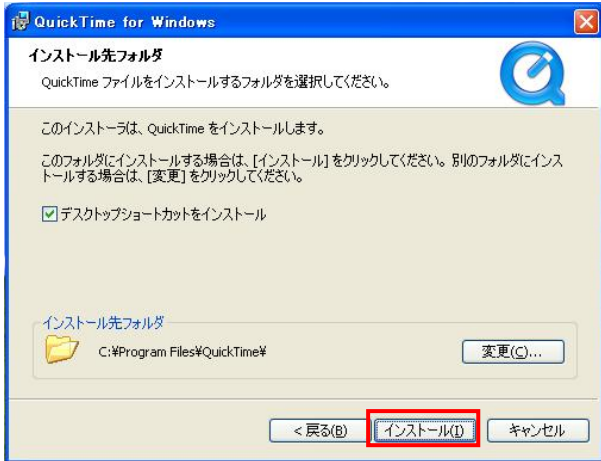 QuickTime for Windows
インストール先フォルダ
QuickTime ファイルをインストールするフォルダを選択してください。
このインストーラは、QuickTime をインストールします。
このフォルダにインストールする場合は、[インストール] をクリックしてください。別のフォルダにインス
トールする場合は、[変更] をクリックしてください。
デスクトップショートカットをインストール
インストール先フォルダ
C:¥Program Files¥QuickTime¥
変更(C)...
< 戻る(B)
インストール(I)
キャンセル